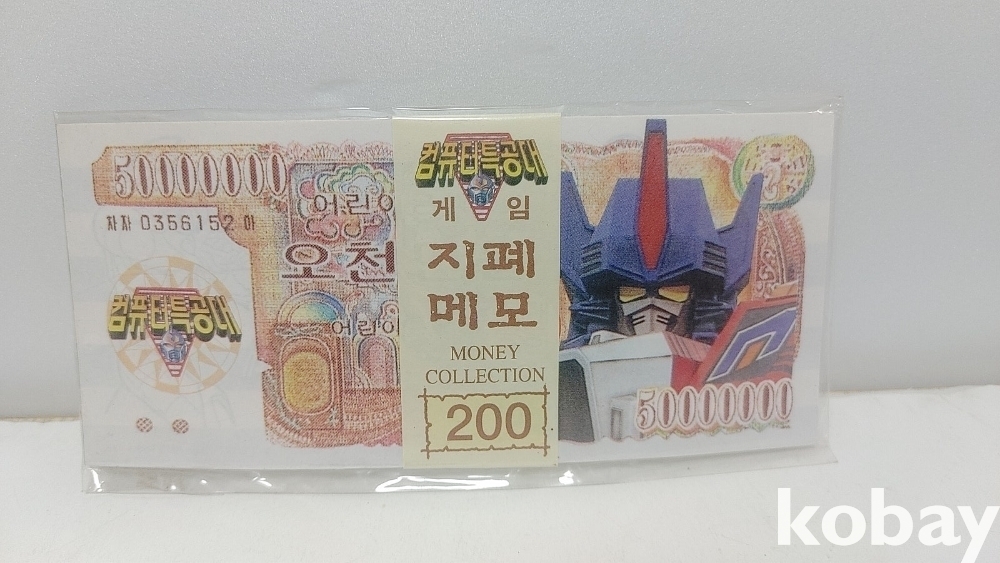 50000000
차자 0356152 아
어린이
오천
어린이
컴퓨터특공대
컴퓨터특공대
게임
지폐
메모
MONEY
COLLECTION
200
50000000
kobay